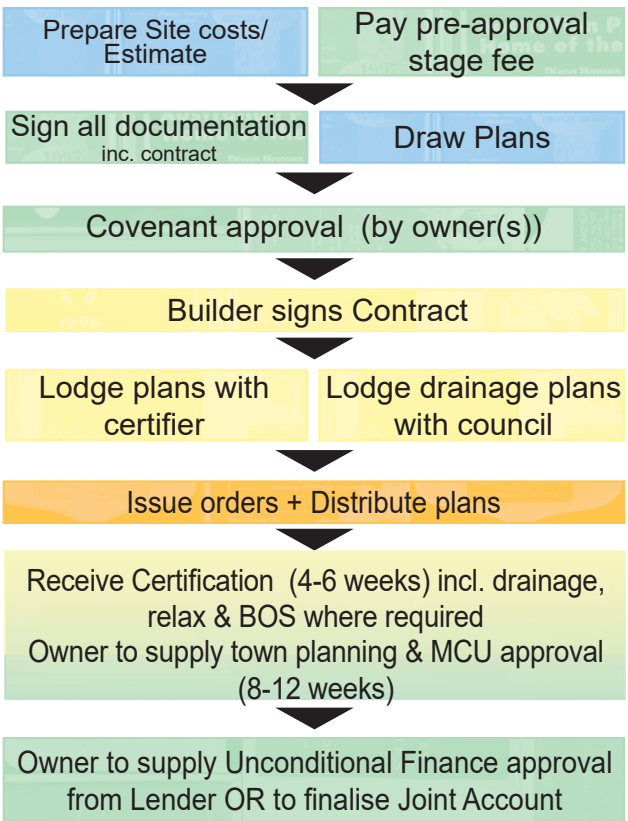 Prepare Site costs/
Estimate
Pay pre-approval
stage fee
Sign all documentation
inc. contract
Draw Plans
Covenant approval (by owner(s))
Builder signs Contract
Lodge plans with
certifier
Lodge drainage plans
with council
Issue orders + Distribute plans
Receive Certification (4-6 weeks) incl. drainage,
relax & BOS where required
Owner to supply town planning & MCU approval
(8-12 weeks)
Owner to supply Unconditional Finance approval
from Lender OR to finalise Joint Account